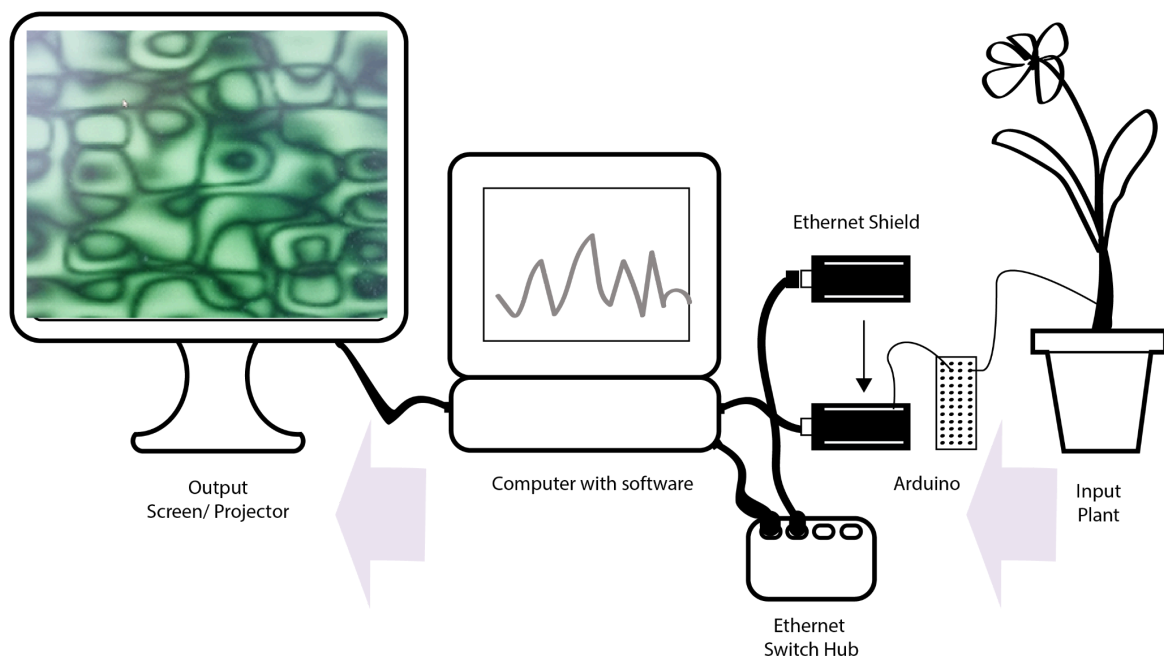 Ethernet Shield
Output
Screen/ Projector
Computer with software
Arduino
Input
Plant
Ethernet
Switch Hub